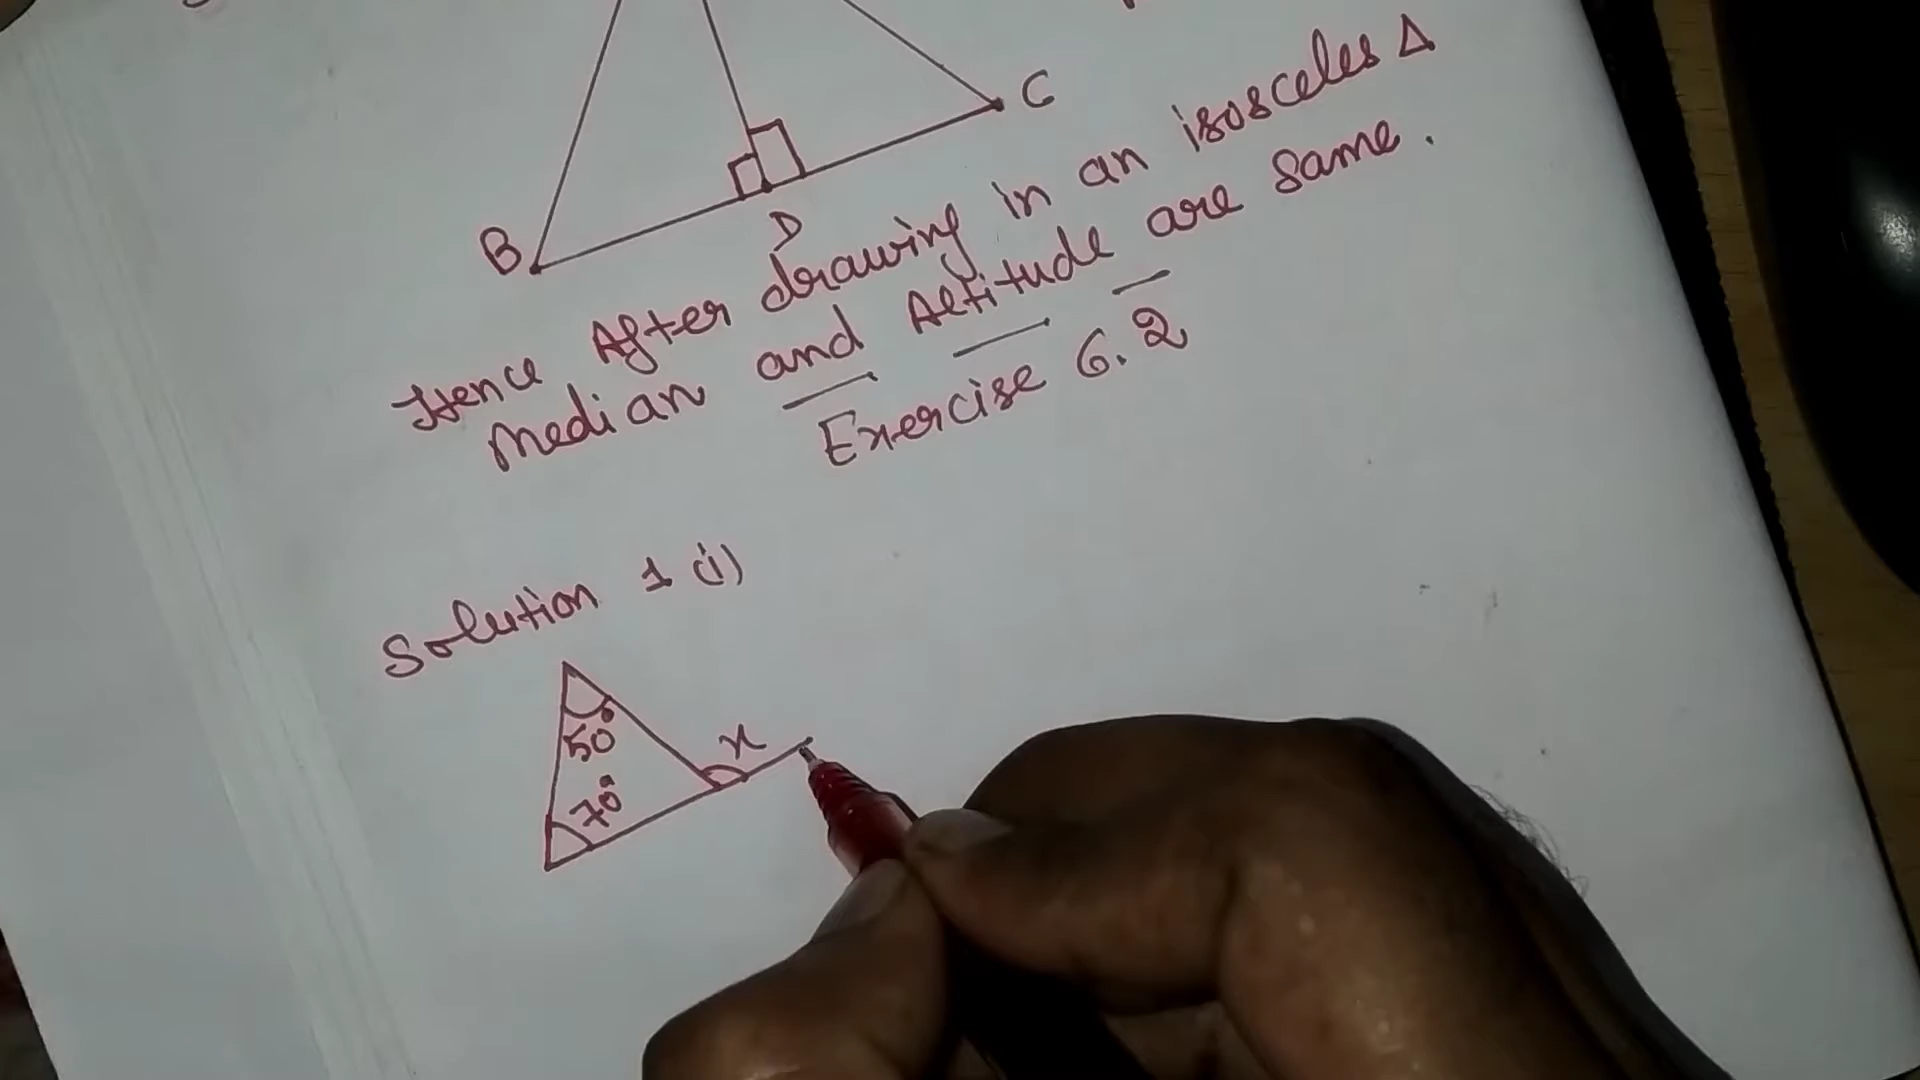 C
B
D
Hence After drawing in an isosceles Δ
Median and Altitude are same.
Exercise 6.2
Solution 1 (i)
50°
x
70°